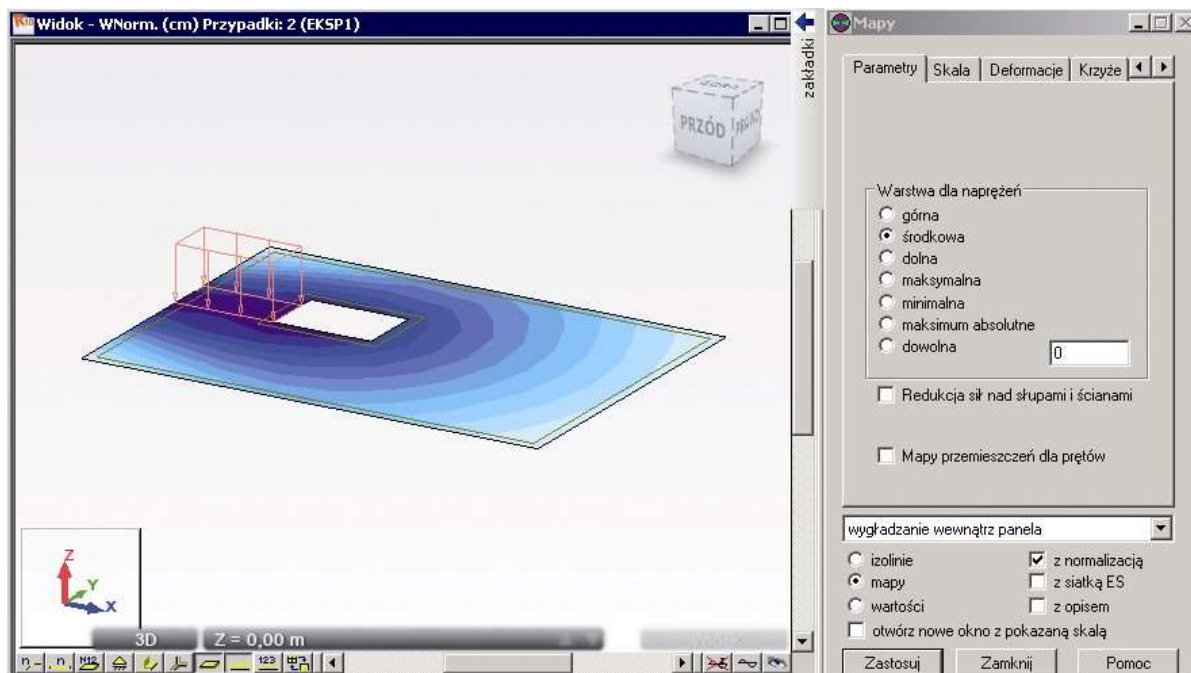 Widok - WNorm. (cm) Przypadki: 2 (EKSP1)
zakładki
PRZÓD
Z
Y
X
3D
Z = 0,00 m
Widok
123
Mapy
Parametry
Skala
Deformacje
Krzyże
Warstwa dla naprężeń
górna
środkowa
dolna
maksymalna
minimalna
maksimum absolutne
dowolna
0
Redukcja sił nad słupami i ścianami
Mapy przemieszczeń dla prętów
wygładzanie wewnątrz panela
izolinie
z normalizacją
mapy
z siatką ES
wartości
z opisem
otwórz nowe okno z pokazaną skalą
Zastosuj
Zamknij
Pomoc